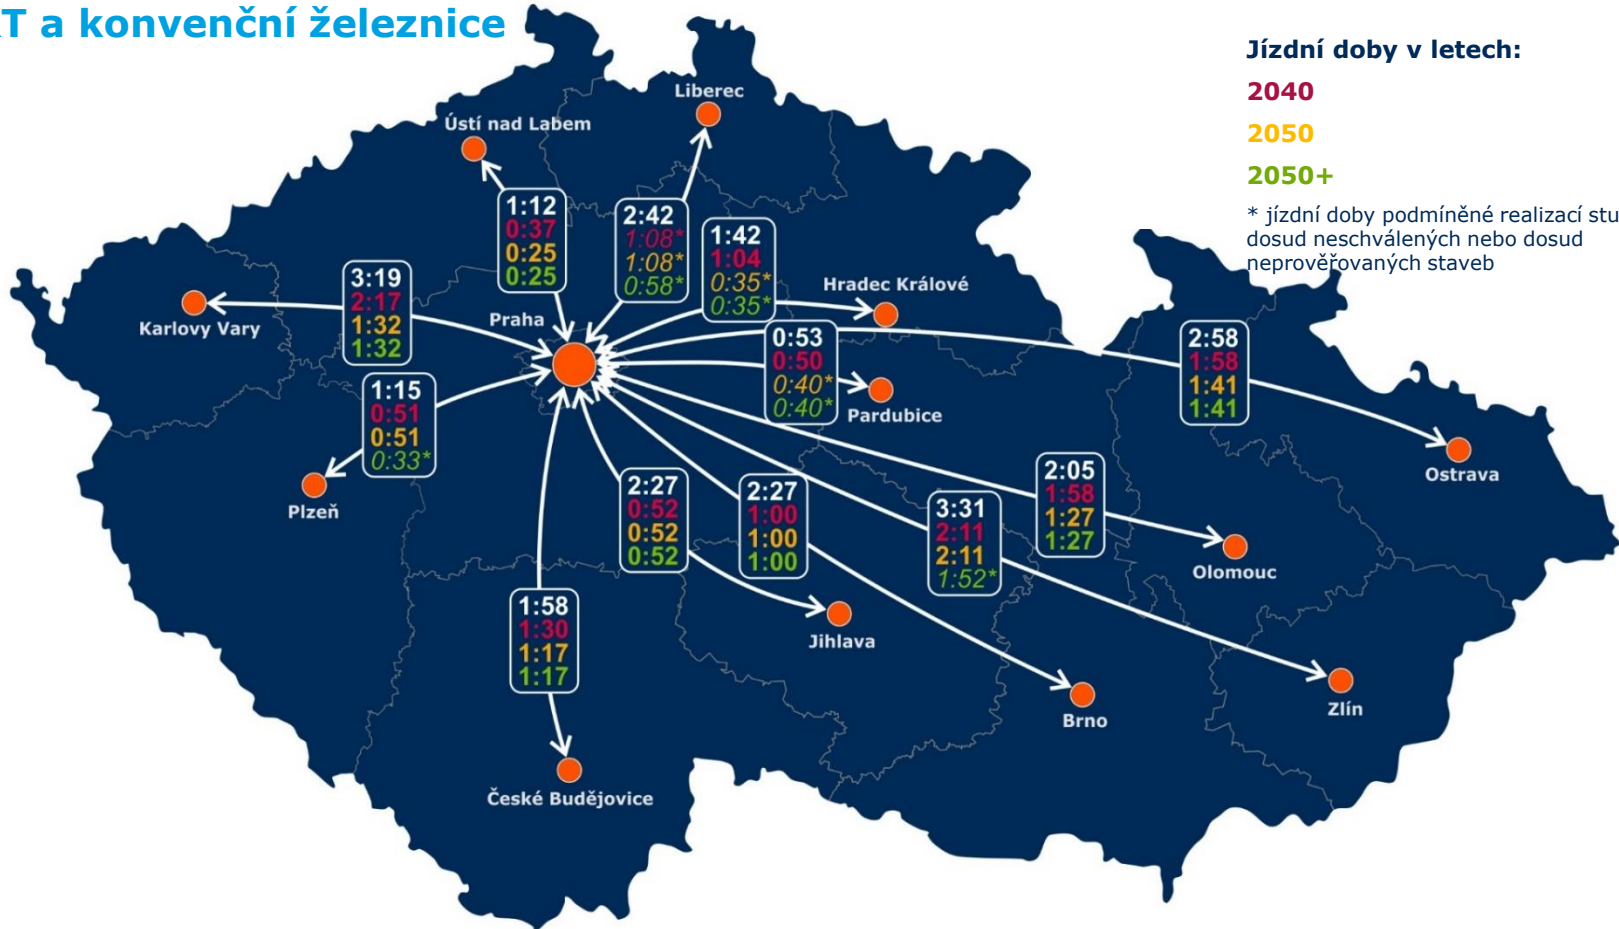 T a konvenční železnice
Jízdní doby v letech:
2040
2050
2050+
* jízdní doby podmíněné realizací stu
dosud neschválených nebo dosud
neprověřovaných staveb
Liberec
Ústí nad Labem
1:12
0:37
0:25
0:25
2:42
1:08*
1:08*
0:58*
1:42
1:04
0:35*
0:35*
Hradec Králové
3:19
2:17
1:32
1:32
Karlovy Vary
Praha
0:53
0:50
0:40*
0:40*
Pardubice
2:58
1:58
1:41
1:41
Ostrava
1:15
0:51
0:51
0:33*
Plzeň
2:27
0:52
0:52
0:52
Jihlava
2:27
1:00
1:00
1:00
Brno
3:31
2:11
2:11
1:52*
Zlín
2:05
1:58
1:27
1:27
Olomouc
1:58
1:30
1:17
1:17
České Budějovice